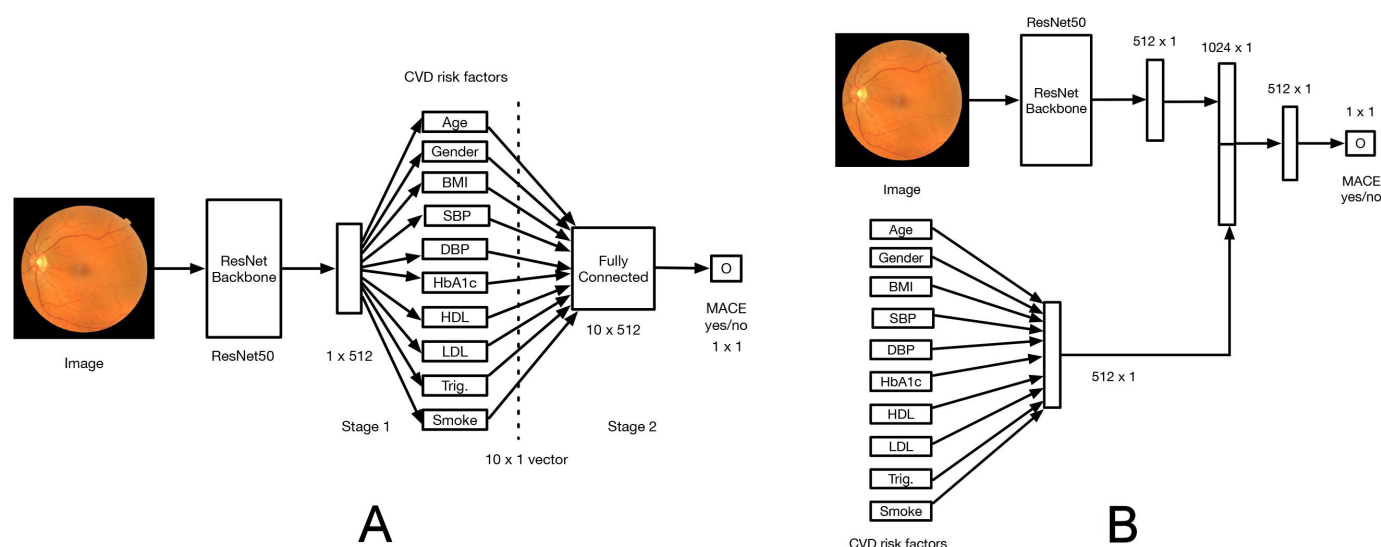 CVD risk factors
Age
Gender
BMI
SBP
DBP
HbA1c
HDL
LDL
Trig.
Smoke
ResNet
Backbone
ResNet50
Image
1 x 512
Stage 1
10 x 1 vector
Fully
Connected
10 x 512
Stage 2
O
MACE
yes/no
1 x 1
A
ResNet50
ResNet
Backbone
Image
512 x 1
1024 x 1
512 x 1
1 x 1
O
MACE
yes/no
Age
Gender
BMI
SBP
DBP
HbA1c
HDL
LDL
Trig.
Smoke
CVD risk factors
512 x 1
B